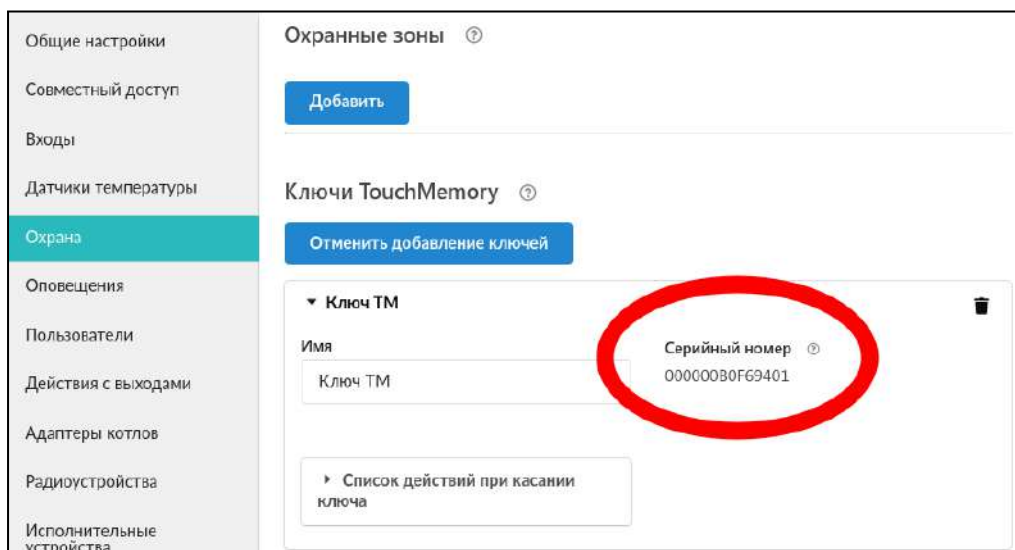 Общие настройки
Совместный доступ
Входы
Датчики температуры
Охрана
Оповещения
Пользователи
Действия с выходами
Адаптеры котлов
Радиоустройства
Исполнительные
устройства
Охранные зоны ?
Добавить
Ключи TouchMemory ?
Отменить добавление ключей
Ключ ТМ
Имя
Ключ ТМ
Серийный номер ?
000000B0F69401
Список действий при касании
ключа